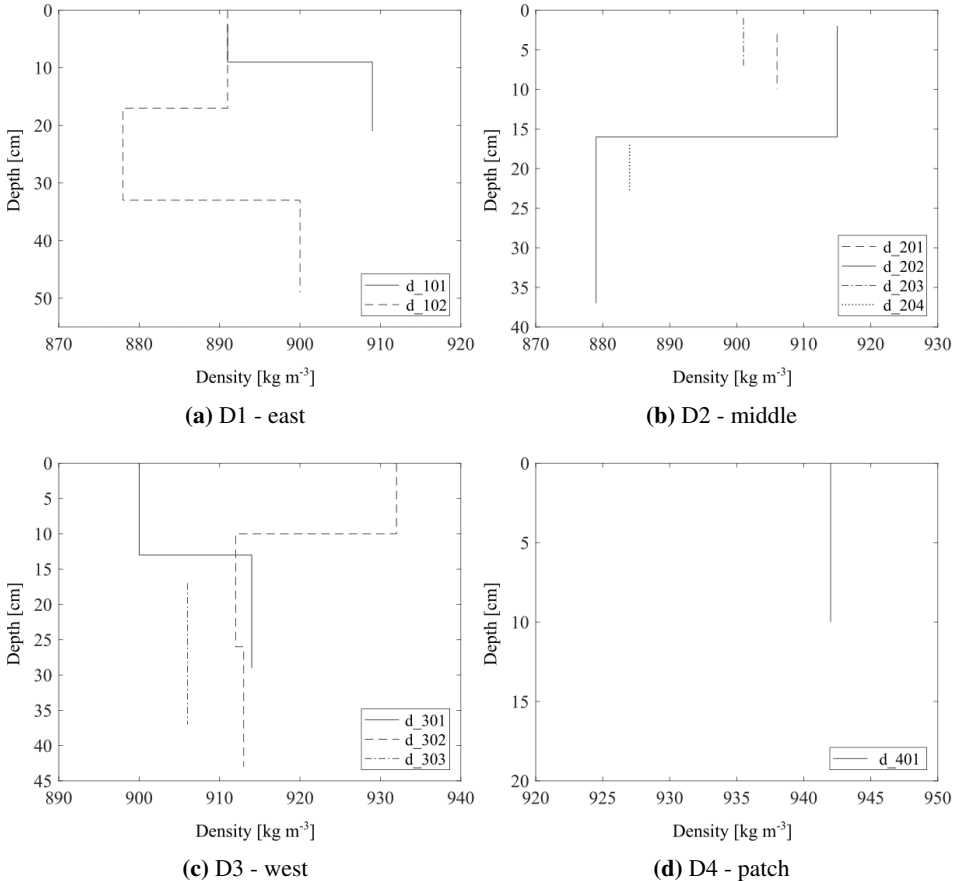 0
10
20
30
40
50
870 880 890 900 910 920
Depth [cm]
Density [kg m-3]
d_101
d_102
(a) D1 - east
0
5
10
15
20
25
30
35
40
870 880 890 900 910 920 930
Depth [cm]
Density [kg m-3]
d_201
d_202
d_203
d_204
(b) D2 - middle
0
5
10
15
20
25
30
35
40
45
890 900 910 920 930 940
Depth [cm]
Density [kg m-3]
d_301
d_302
d_303
(c) D3 - west
0
5
10
15
20
920 925 930 935 940 945 950
Depth [cm]
Density [kg m-3]
d_401
(d) D4 - patch